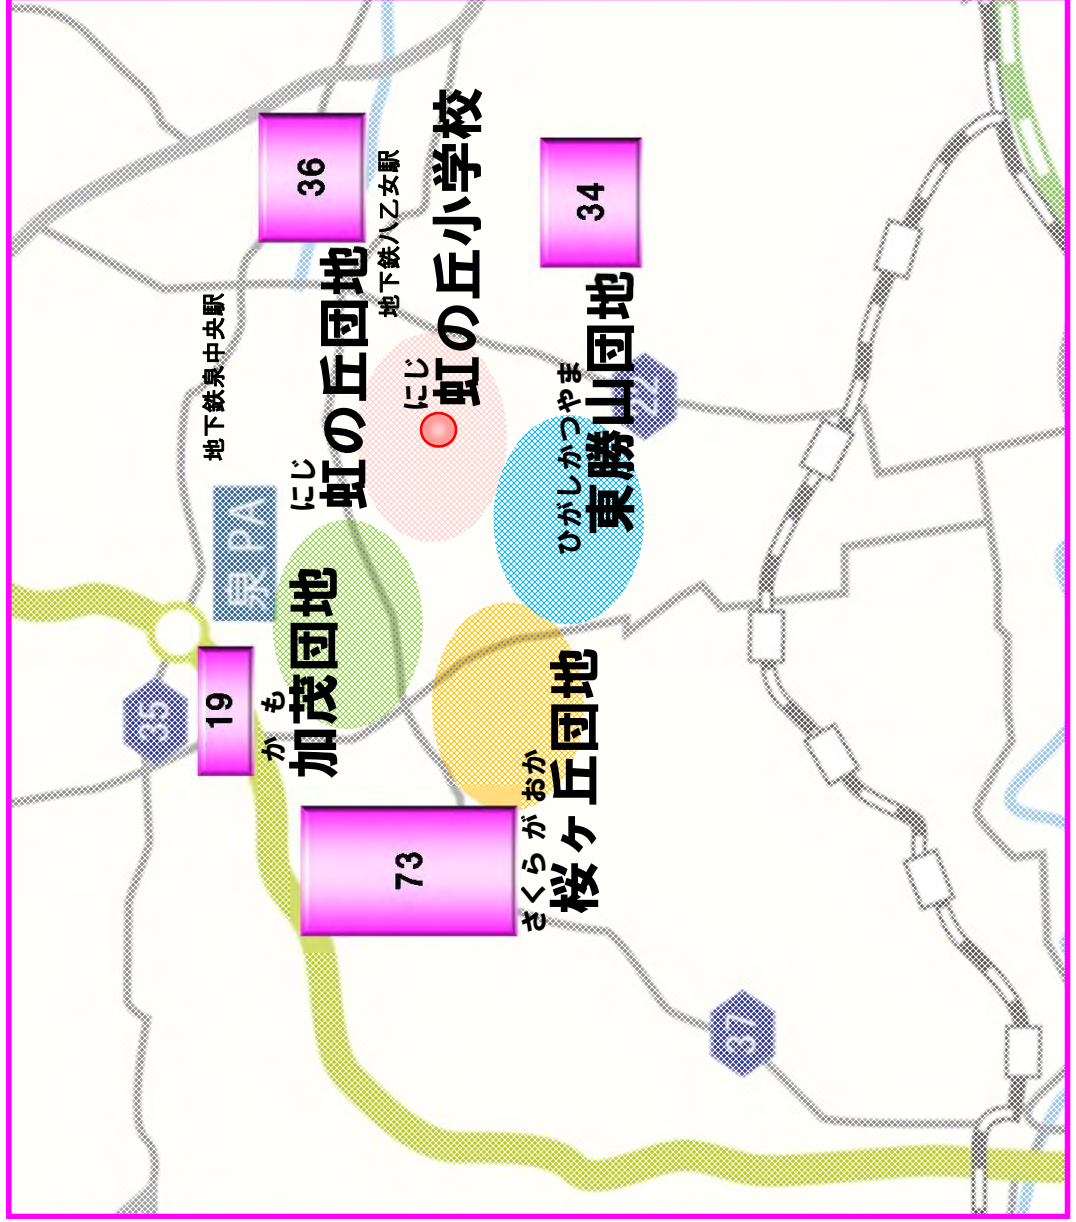 35
19
地下鉄泉中央駅
泉 PA
か も
加茂団地
にじ
虹の丘団地
36
地下鉄八乙女駅
73
にじ
虹の丘小学校
さくら が おか
桜ヶ丘団地
ひがしかつやま
東勝山団地
34
22
37